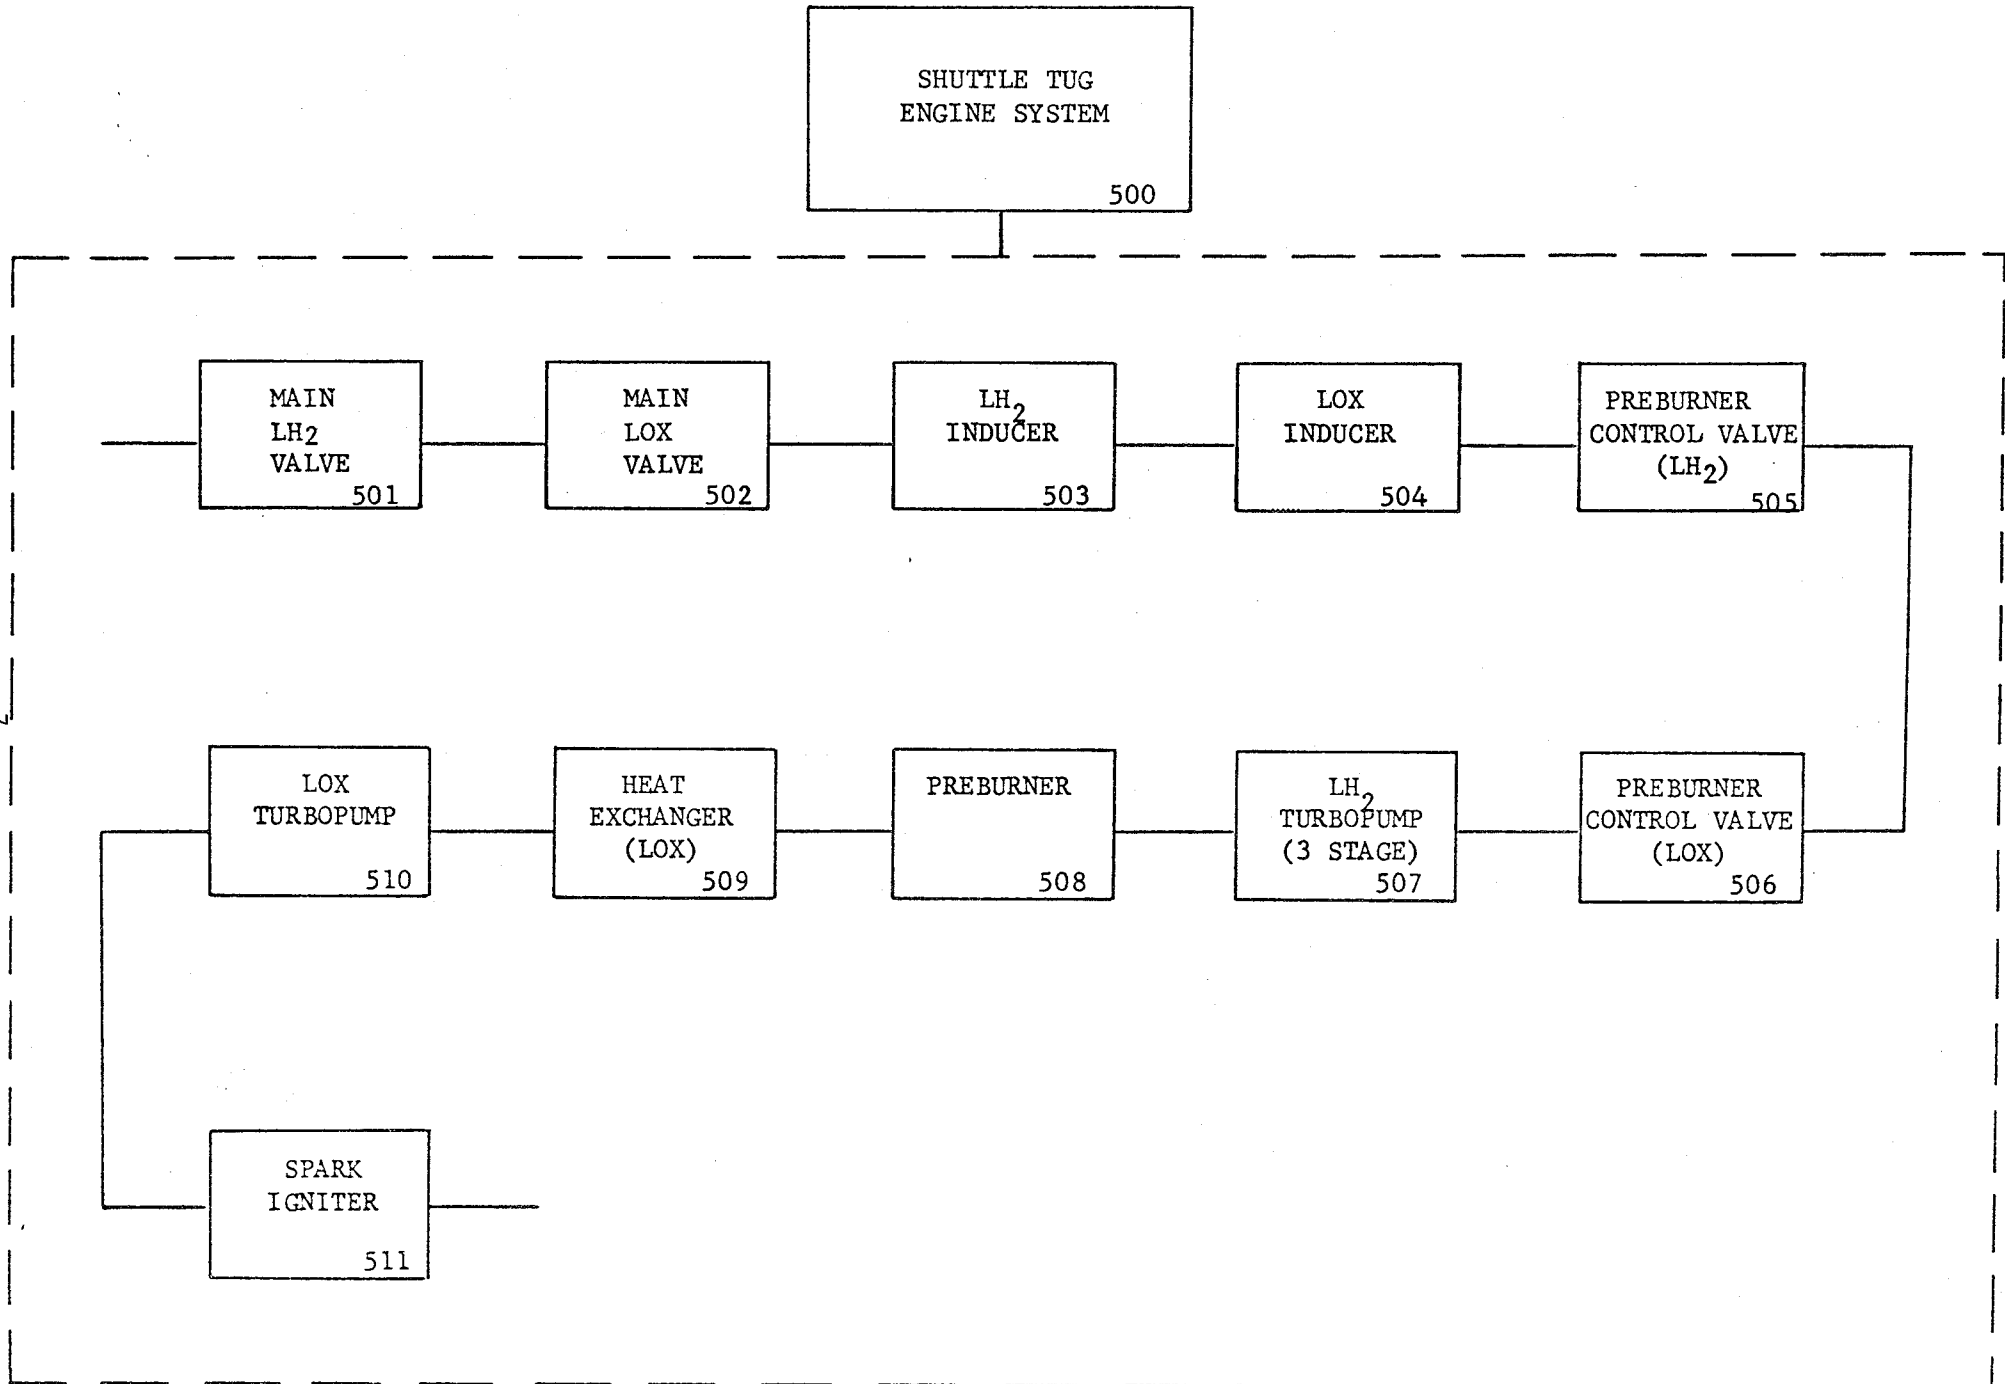 SHUTTLE TUG
ENGINE SYSTEM
500
MAIN
LH2
VALVE
501
MAIN
LOX
VALVE
502
LH2
INDUCER
503
LOX
INDUCER
504
PREBURNER
CONTROL VALVE
(LH2)
505
LOX
TURBOPUMP
510
HEAT
EXCHANGER
(LOX)
509
PREBURNER
508
LH2
TURBOPUMP
(3 STAGE)
507
PREBURNER
CONTROL VALVE
(LOX)
506
SPARK
IGNITER
511